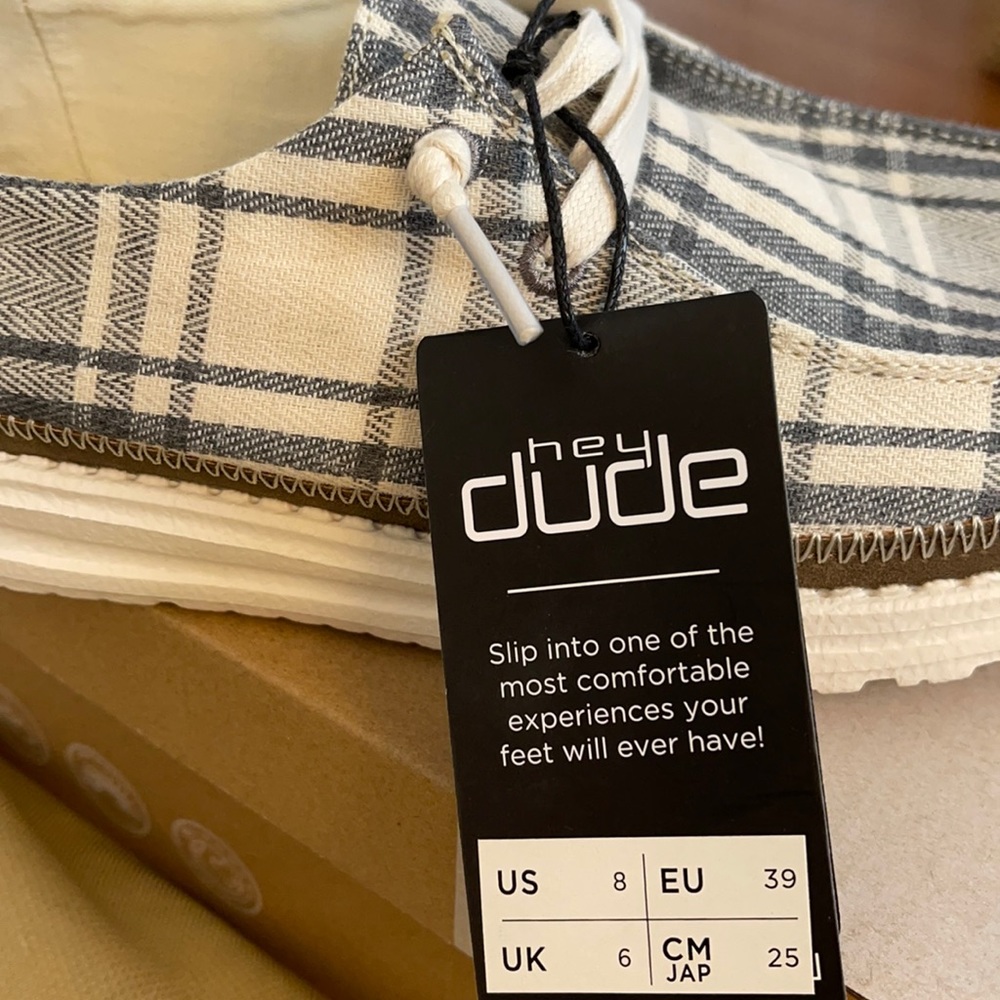 hey
dude
Slip into one of the
most comfortable
experiences your
feet will ever have!
US 8 EU 39
UK 6 CM JAP 25